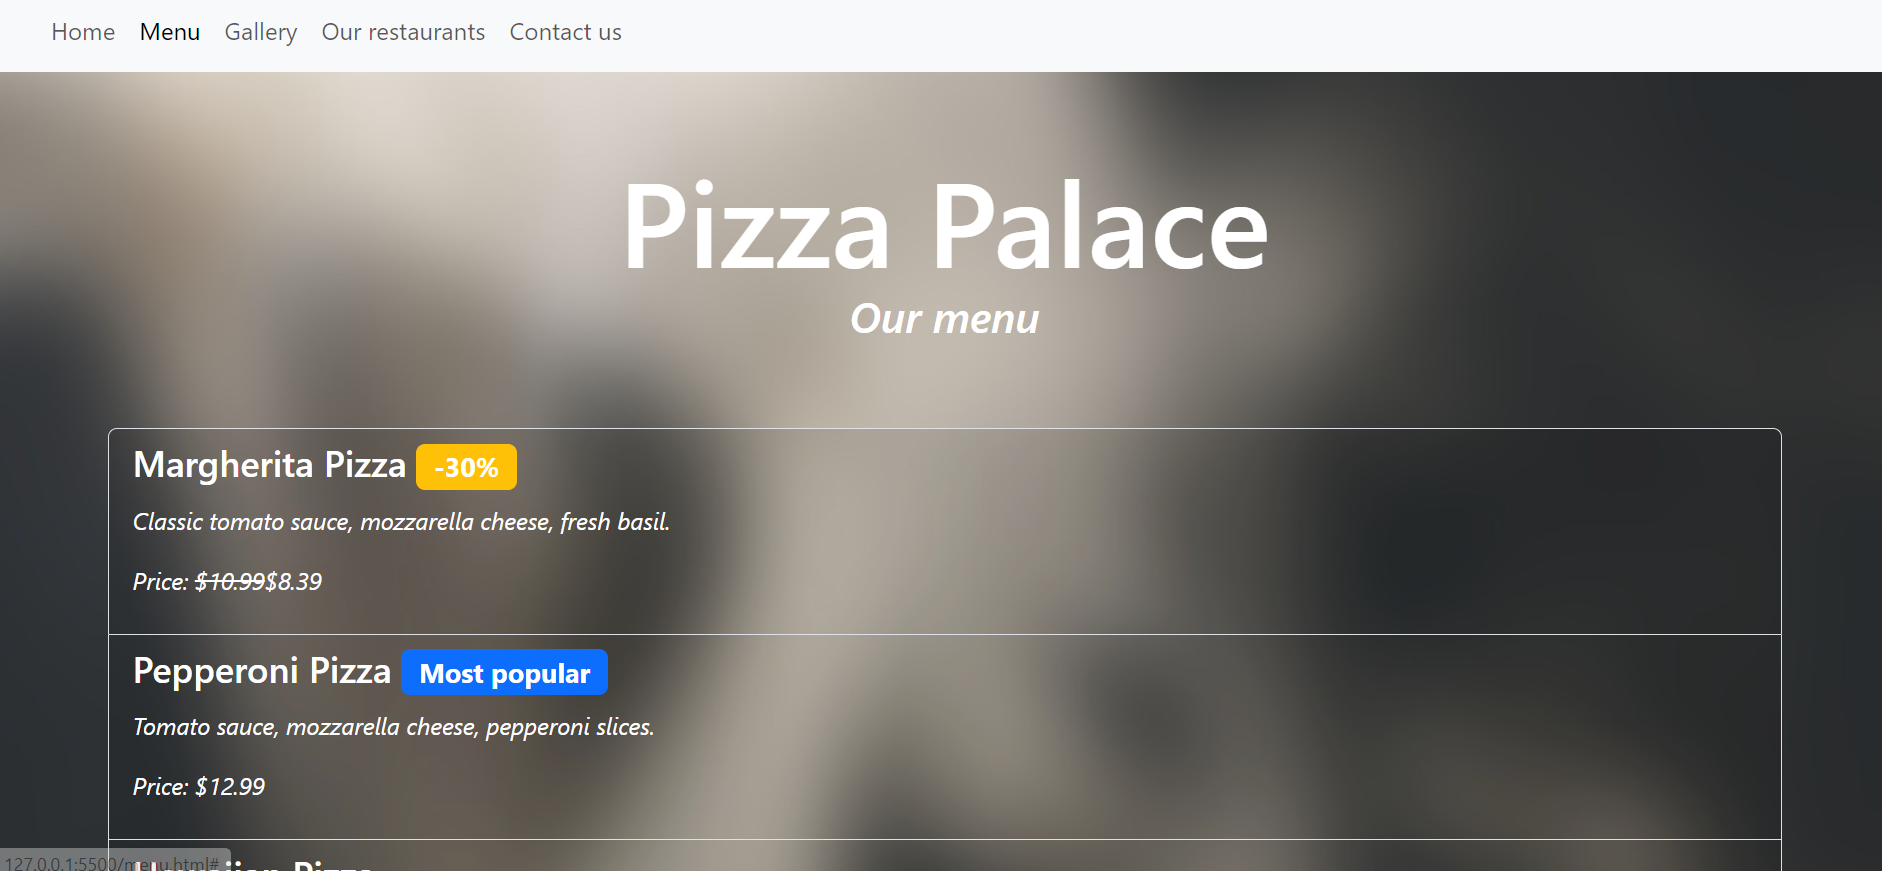 Home Menu Gallery Our restaurants Contact us
Pizza Palace
Our menu
Margherita Pizza -30%
Classic tomato sauce, mozzarella cheese, fresh basil.
Price: $10.99$8.39
Pepperoni Pizza Most popular
Tomato sauce, mozzarella cheese, pepperoni slices.
Price: $12.99
Pizza
127.0.0.1:5500/menu.html#